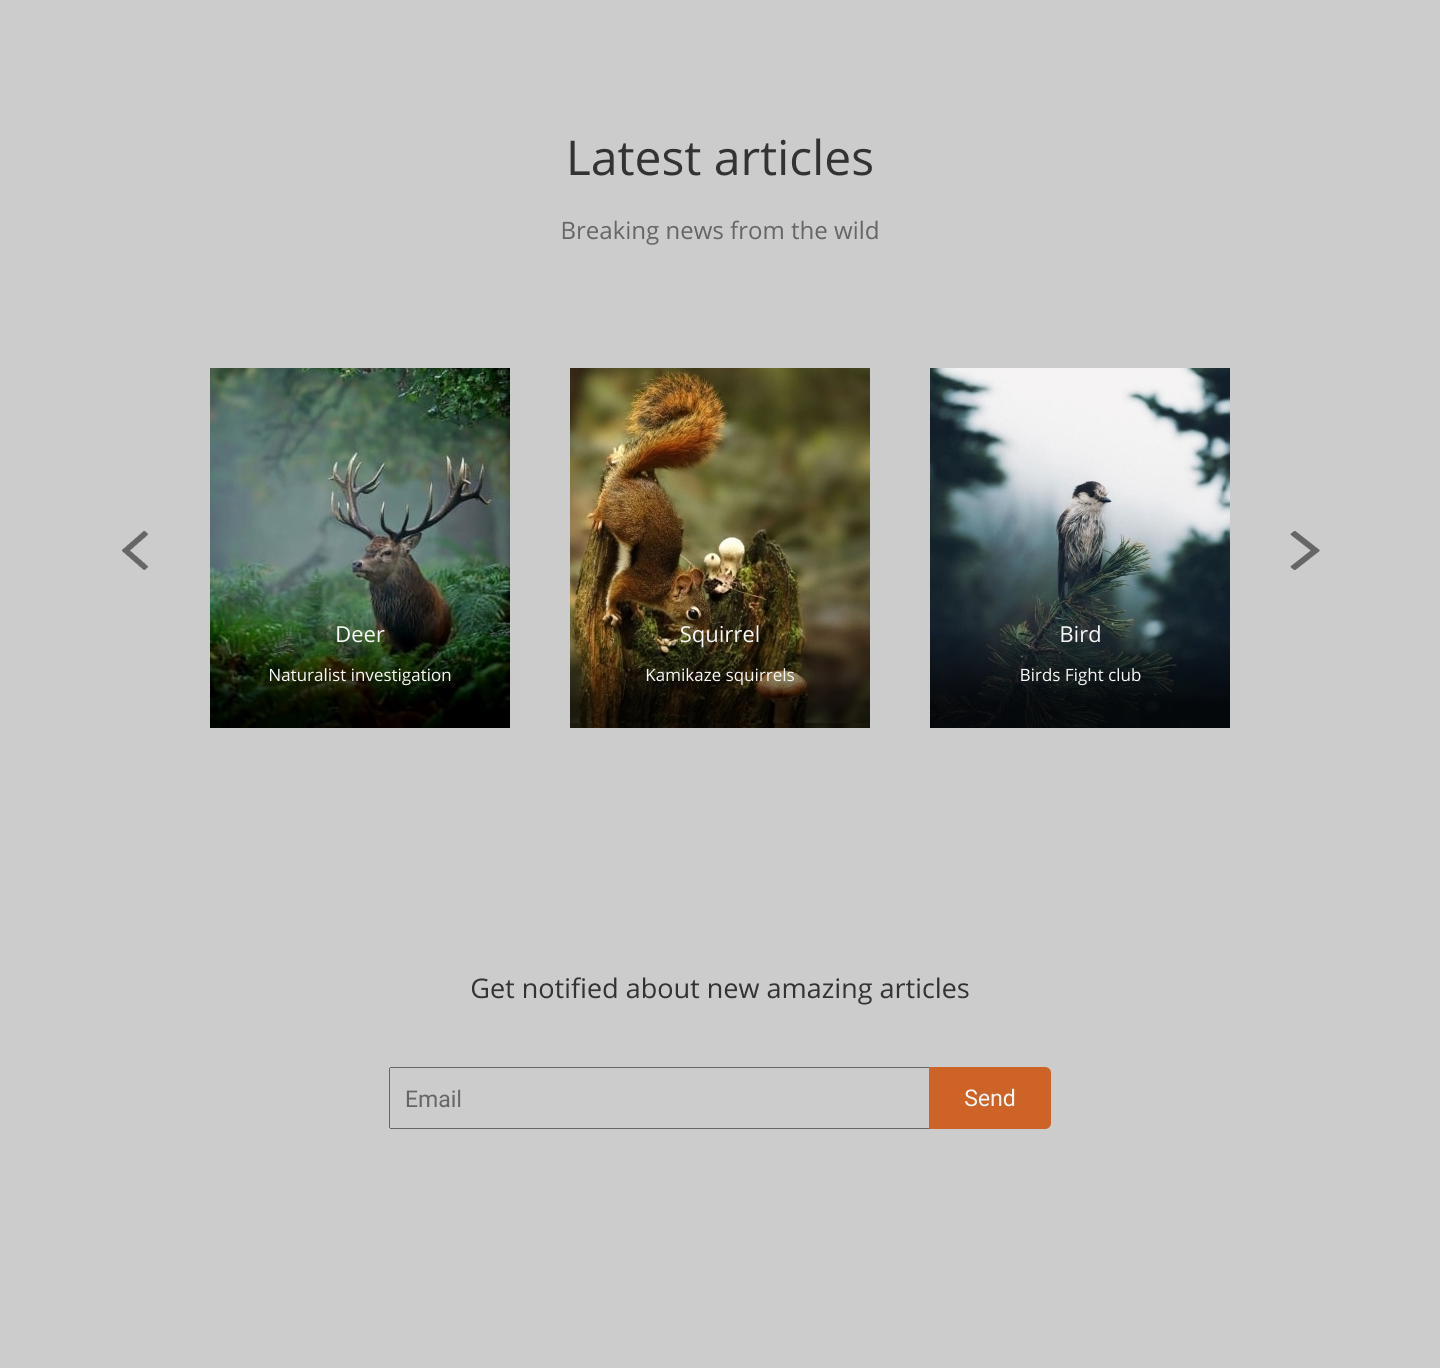 Latest articles
Breaking news from the wild
Deer
Naturalist investigation
Squirrel
Kamikaze squirrels
Bird
Birds Fight club
Get notified about new amazing articles
Email
Send